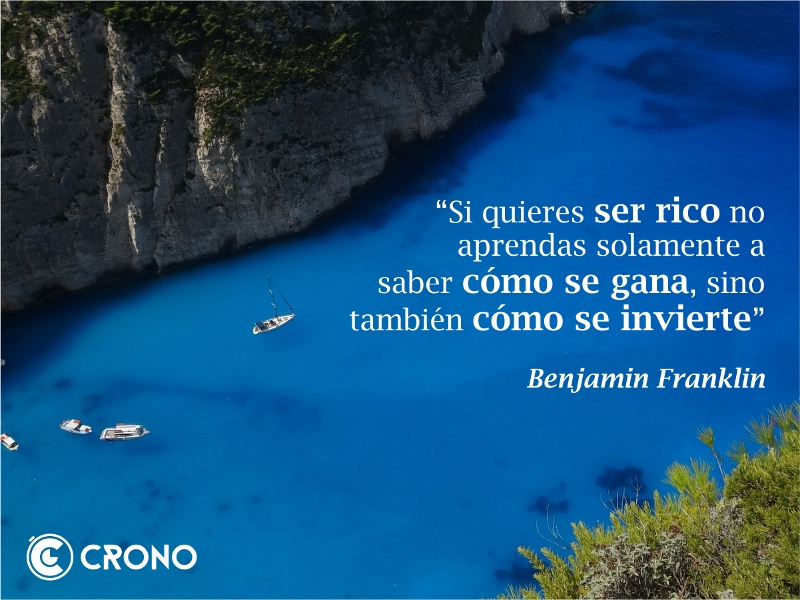 “Si quieres ser rico no
aprendas solamente a
saber cómo se gana, sino
también cómo se invierte”
Benjamin Franklin
CRONO